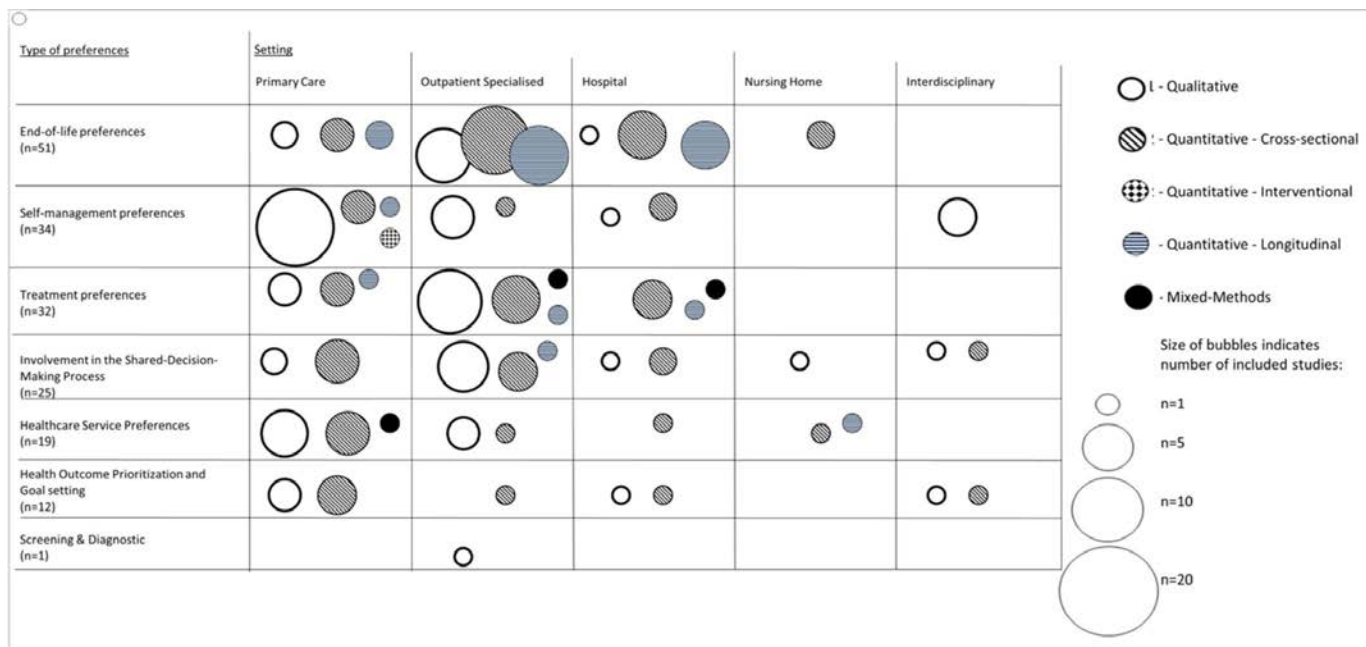 Type of preferences
Setting
Primary Care
Outpatient Specialised
Hospital
Nursing Home
Interdisciplinary
End-of-life preferences
(n=51)
Self-management preferences
(n=34)
Treatment preferences
(n=32)
Involvement in the Shared-Decision-
Making Process
(n=25)
Healthcare Service Preferences
(n=19)
Health Outcome Prioritization and
Goal setting
(n=12)
Screening & Diagnostic
(n=1)
- Qualitative
- Quantitative - Cross-sectional
- Quantitative - Interventional
- Quantitative - Longitudinal
- Mixed-Methods
Size of bubbles indicates
number of included studies:
n=1
n=5
n=10
n=20